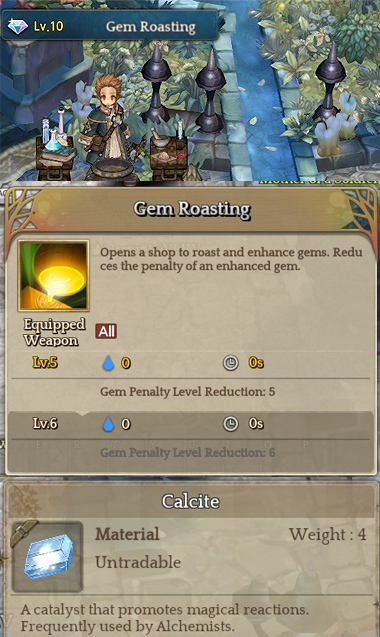 Lv.10 Gem Roasting
Gem Roasting
Opens a shop to roast and enhance gems. Redu
ces the penalty of an enhanced gem.
Equipped
Weapon
All
Lv.5 0 0s
Gem Penalty Level Reduction: 5
Lv.6 0 0s
Gem Penalty Level Reduction: 6
Calcite
Material Weight : 4
Untradable
A catalyst that promotes magical reactions.
Frequently used by Alchemists.